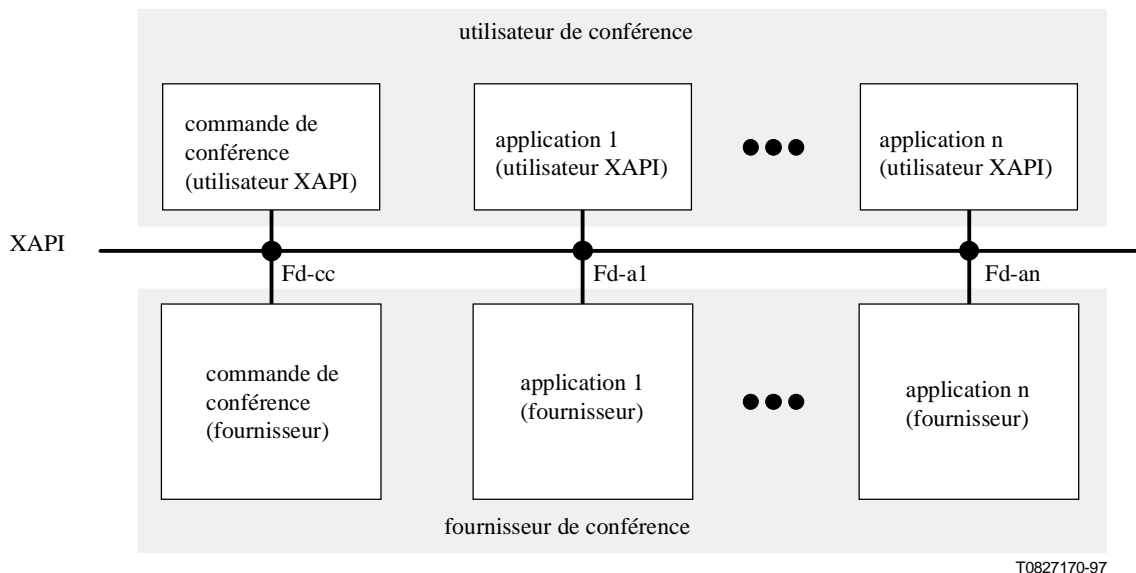 utilisateur de conférence
commande de
conférence
(utilisateur XAPI)
application 1
(utilisateur XAPI)
application n
(utilisateur XAPI)
XAPI
Fd-cc
Fd-a1
Fd-an
commande de
conférence
(fournisseur)
application 1
(fournisseur)
application n
(fournisseur)
fournisseur de conférence
T0827170-97